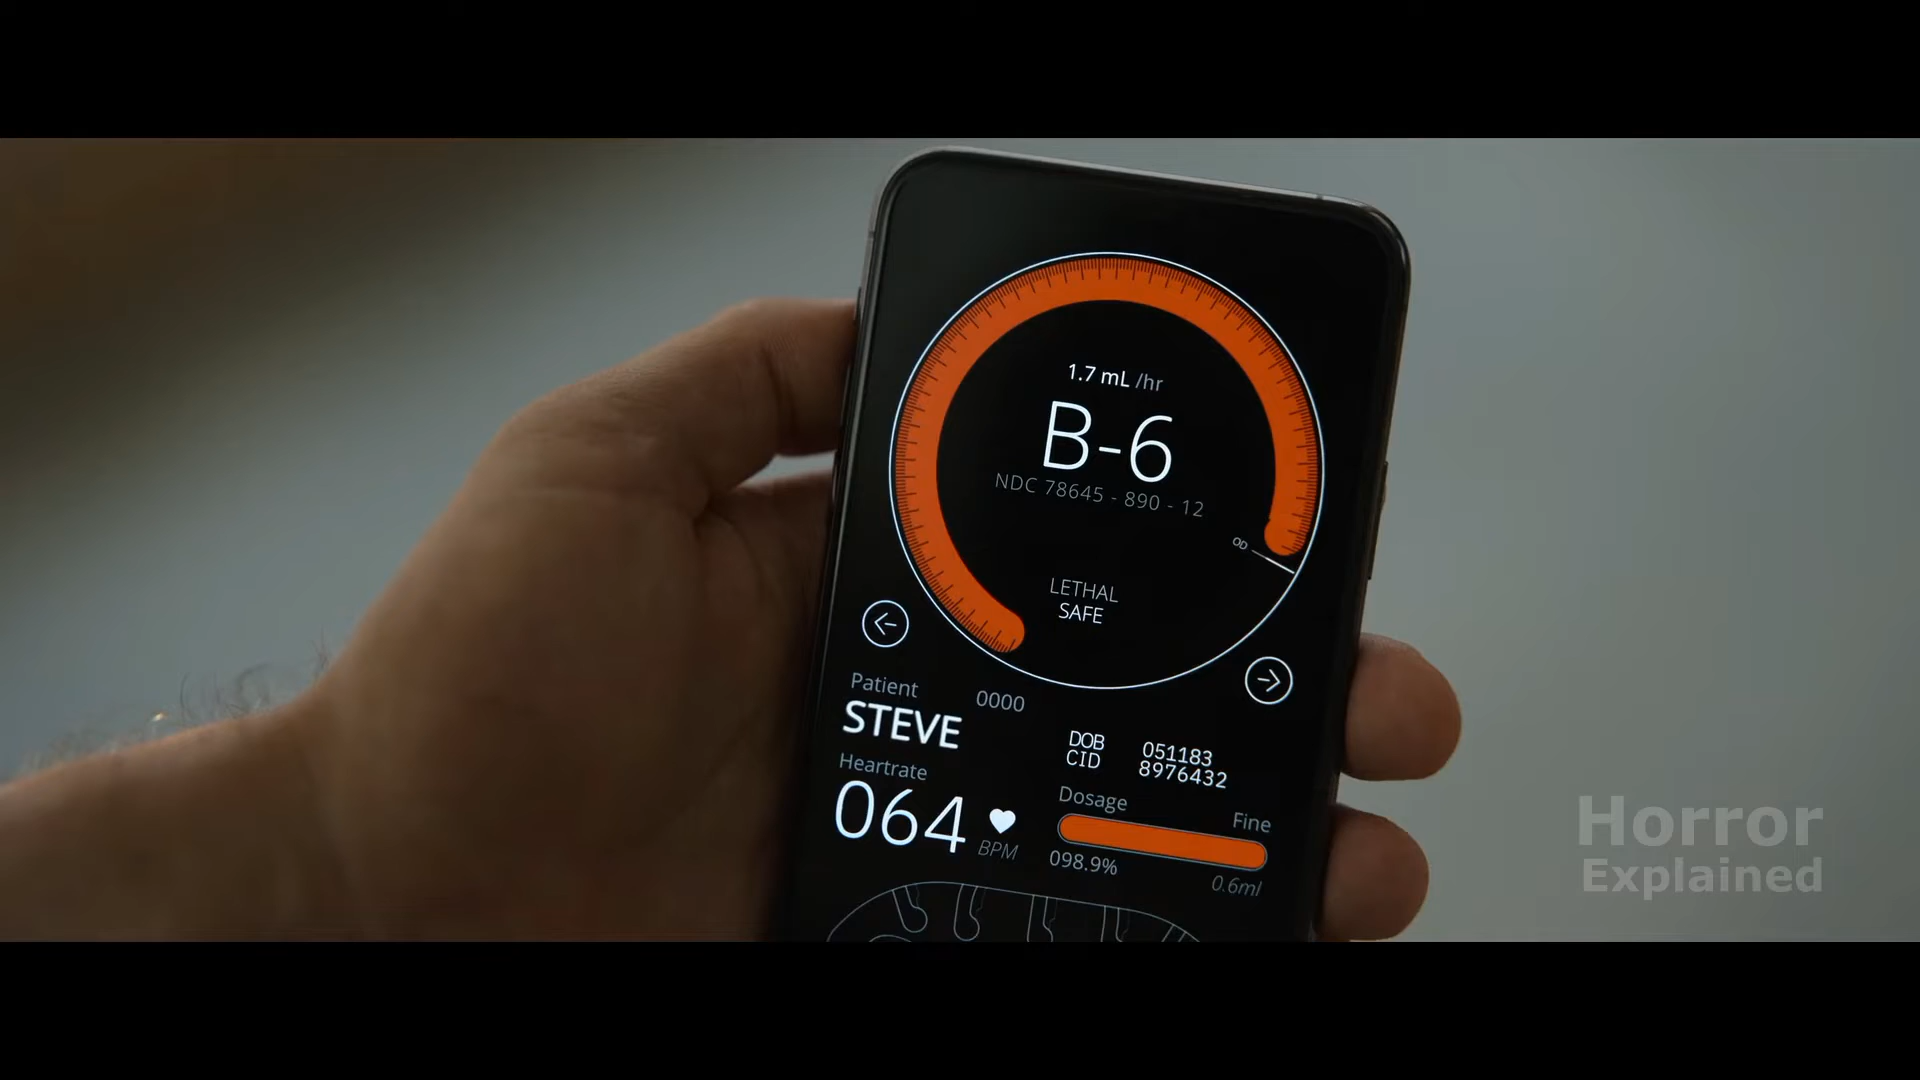 1.7 mL /hr
B-6
NDC 78645 - 890 - 12
OD
LETHAL
SAFE
Patient 0000
STEVE
DOB 051183
CID 8976432
Heartrate
064 BPM
Dosage Fine
098.9% 0.6ml
Horror
Explained